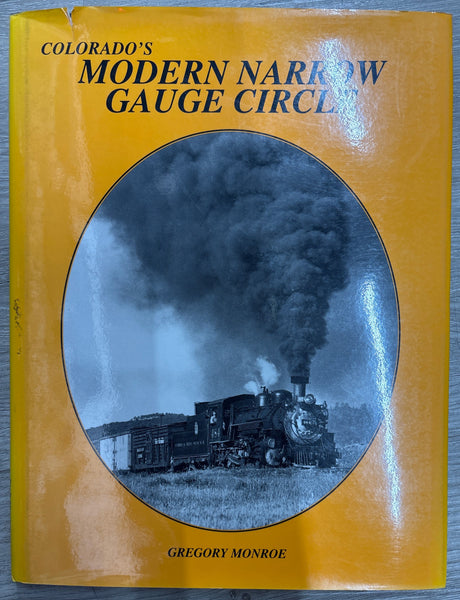 COLORADO'S
MODERN NARROW
GAUGE CIRCLE
GREGORY MONROE